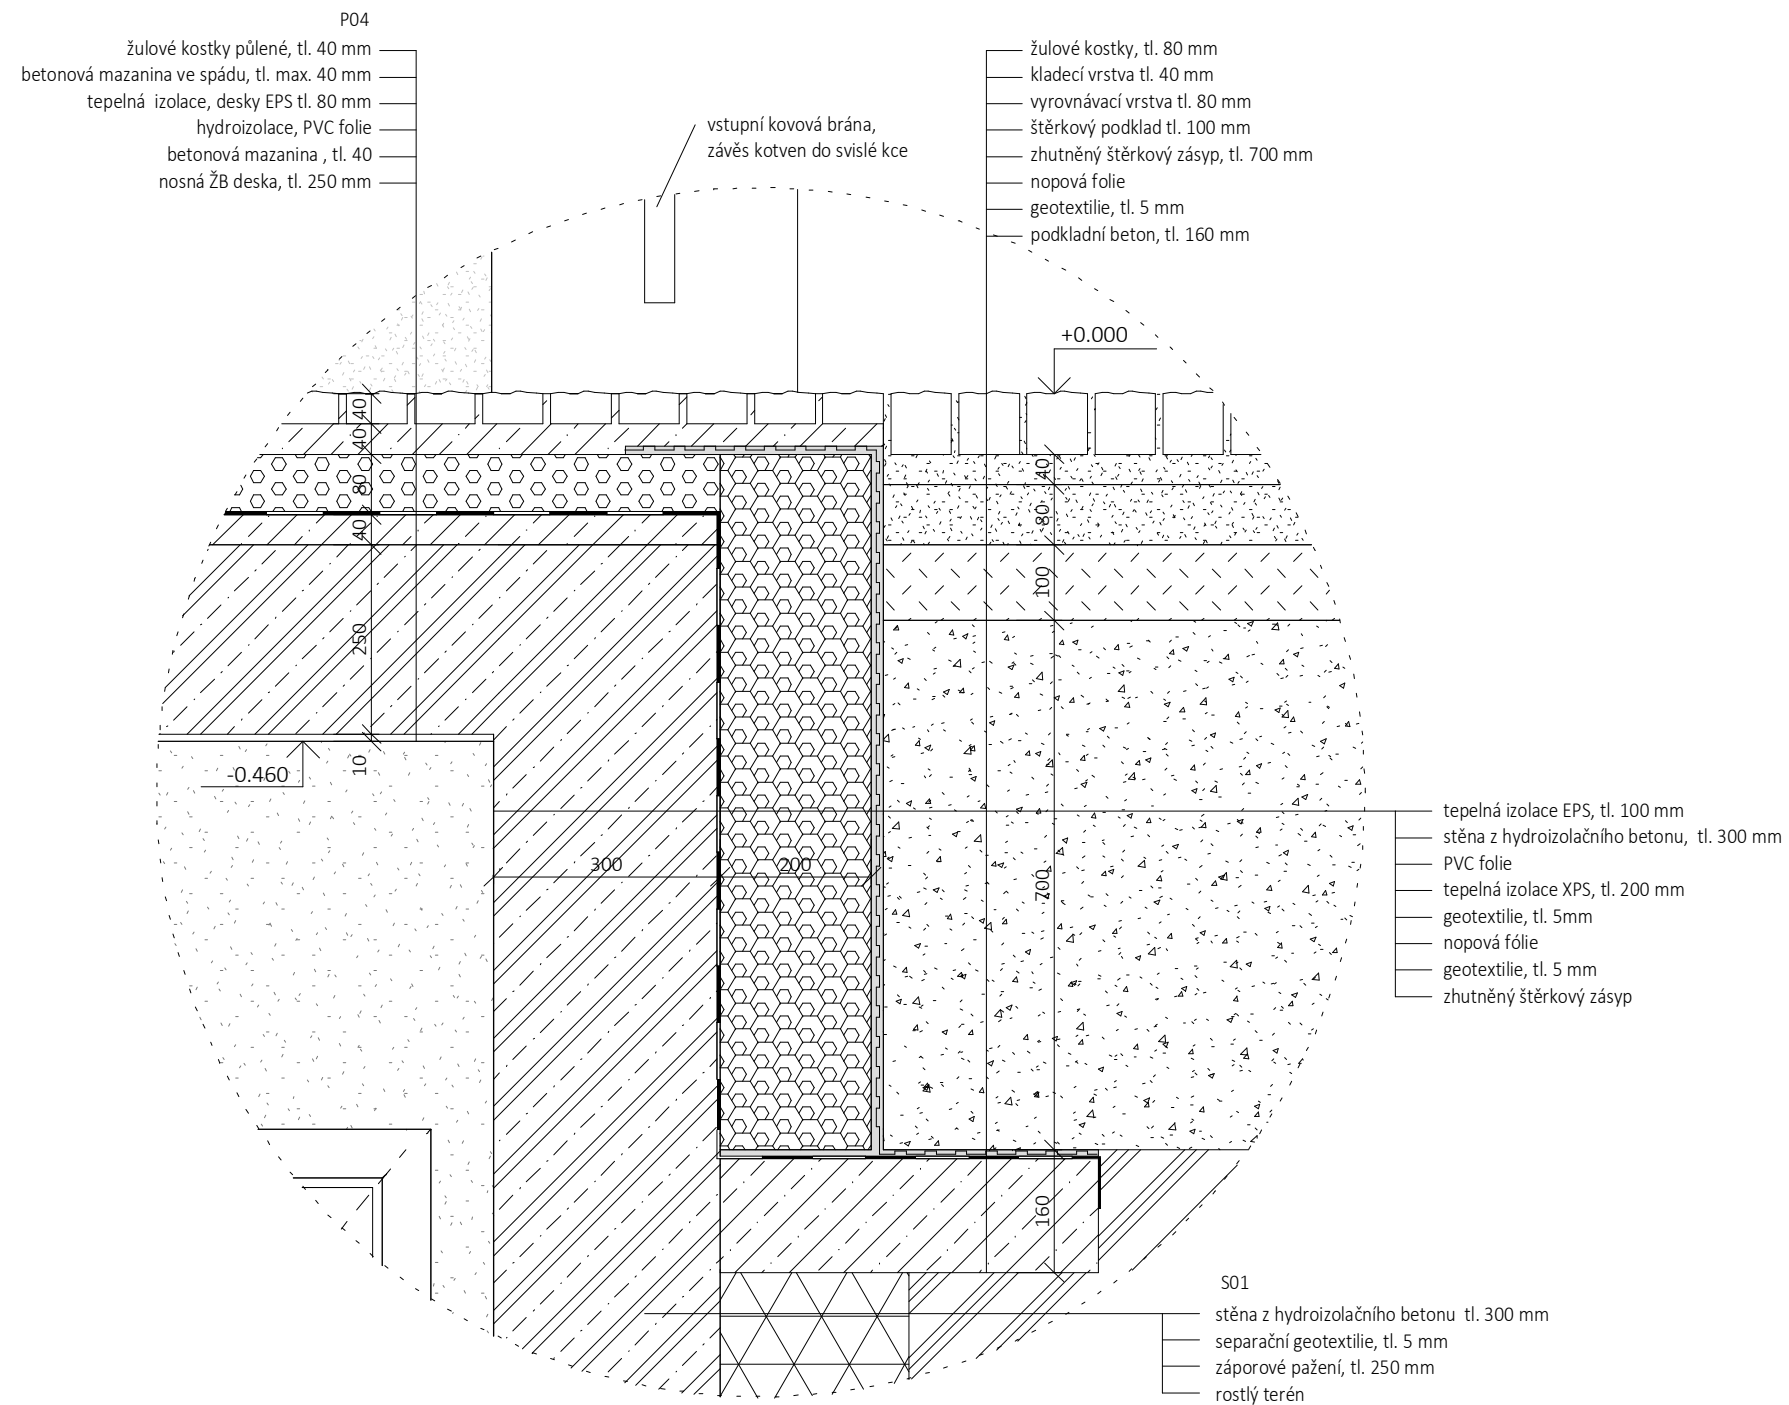 P04
žulové kostky půlené, tl. 40 mm
betonová mazanina ve spádu, tl. max. 40 mm
tepelná izolace, desky EPS tl. 80 mm
hydroizolace, PVC folie
betonová mazanina , tl. 40
nosná ŽB deska, tl. 250 mm
vstupní kovová brána,
závěs kotven do svislé kce
žulové kostky, tl. 80 mm
kladecí vrstva tl. 40 mm
vyrovnávací vrstva tl. 80 mm
štěrkový podklad tl. 100 mm
zhutněný štěrkový zásyp, tl. 700 mm
nopová folie
geotextilie, tl. 5 mm
podkladní beton, tl. 160 mm
+0.000
40
40
80
40
250
10
-0.460
40
80
100
700
160
300
200
tepelná izolace EPS, tl. 100 mm
stěna z hydroizolačního betonu, tl. 300 mm
PVC folie
tepelná izolace XPS, tl. 200 mm
geotextilie, tl. 5mm
nopová fólie
geotextilie, tl. 5 mm
zhutněný štěrkový zásyp
S01
stěna z hydroizolačního betonu tl. 300 mm
separační geotextilie, tl. 5 mm
záporové pažení, tl. 250 mm
rostlý terén